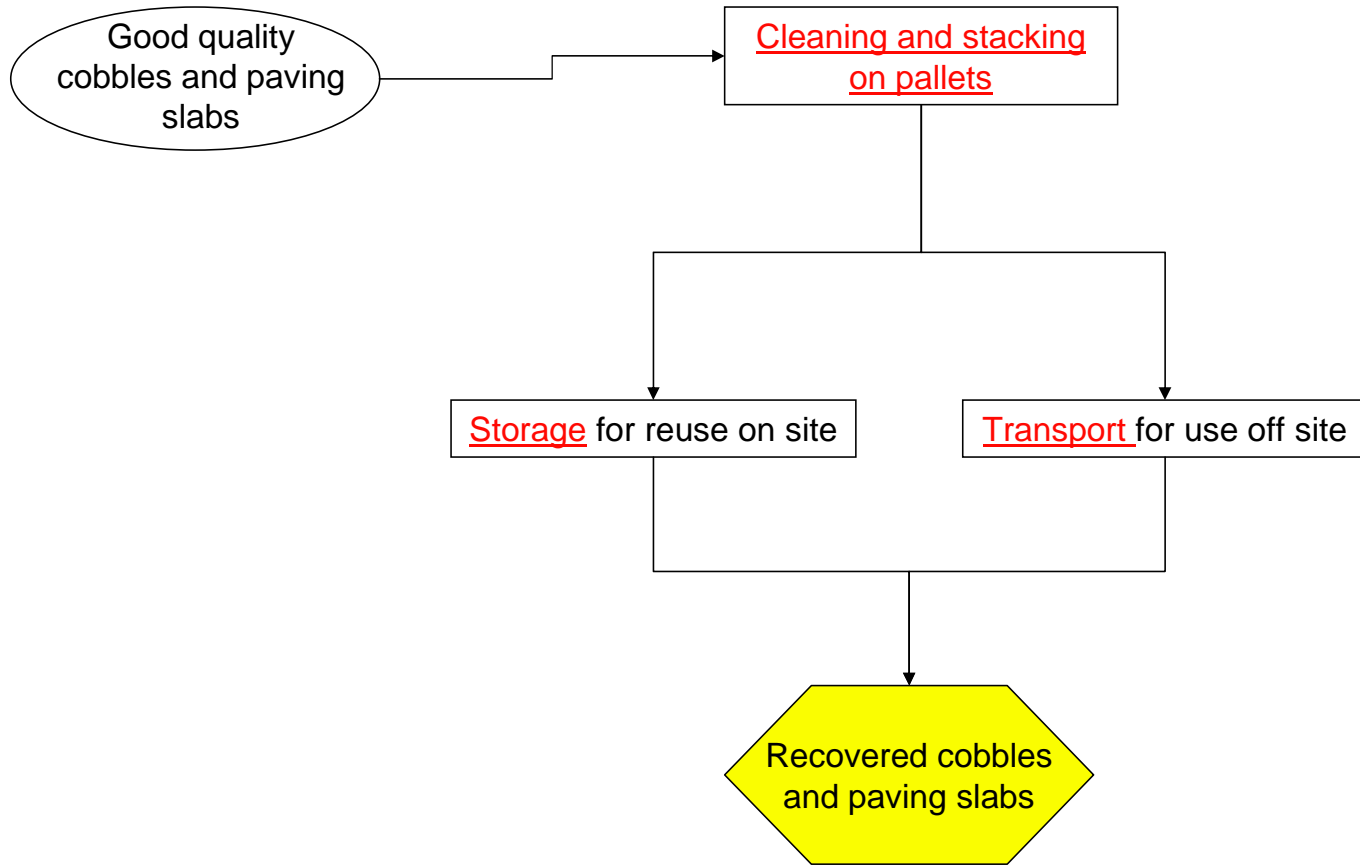 Good quality
cobbles and paving
slabs
Cleaning and stacking
on pallets
Storage for reuse on site
Transport for use off site
Recovered cobbles
and paving slabs